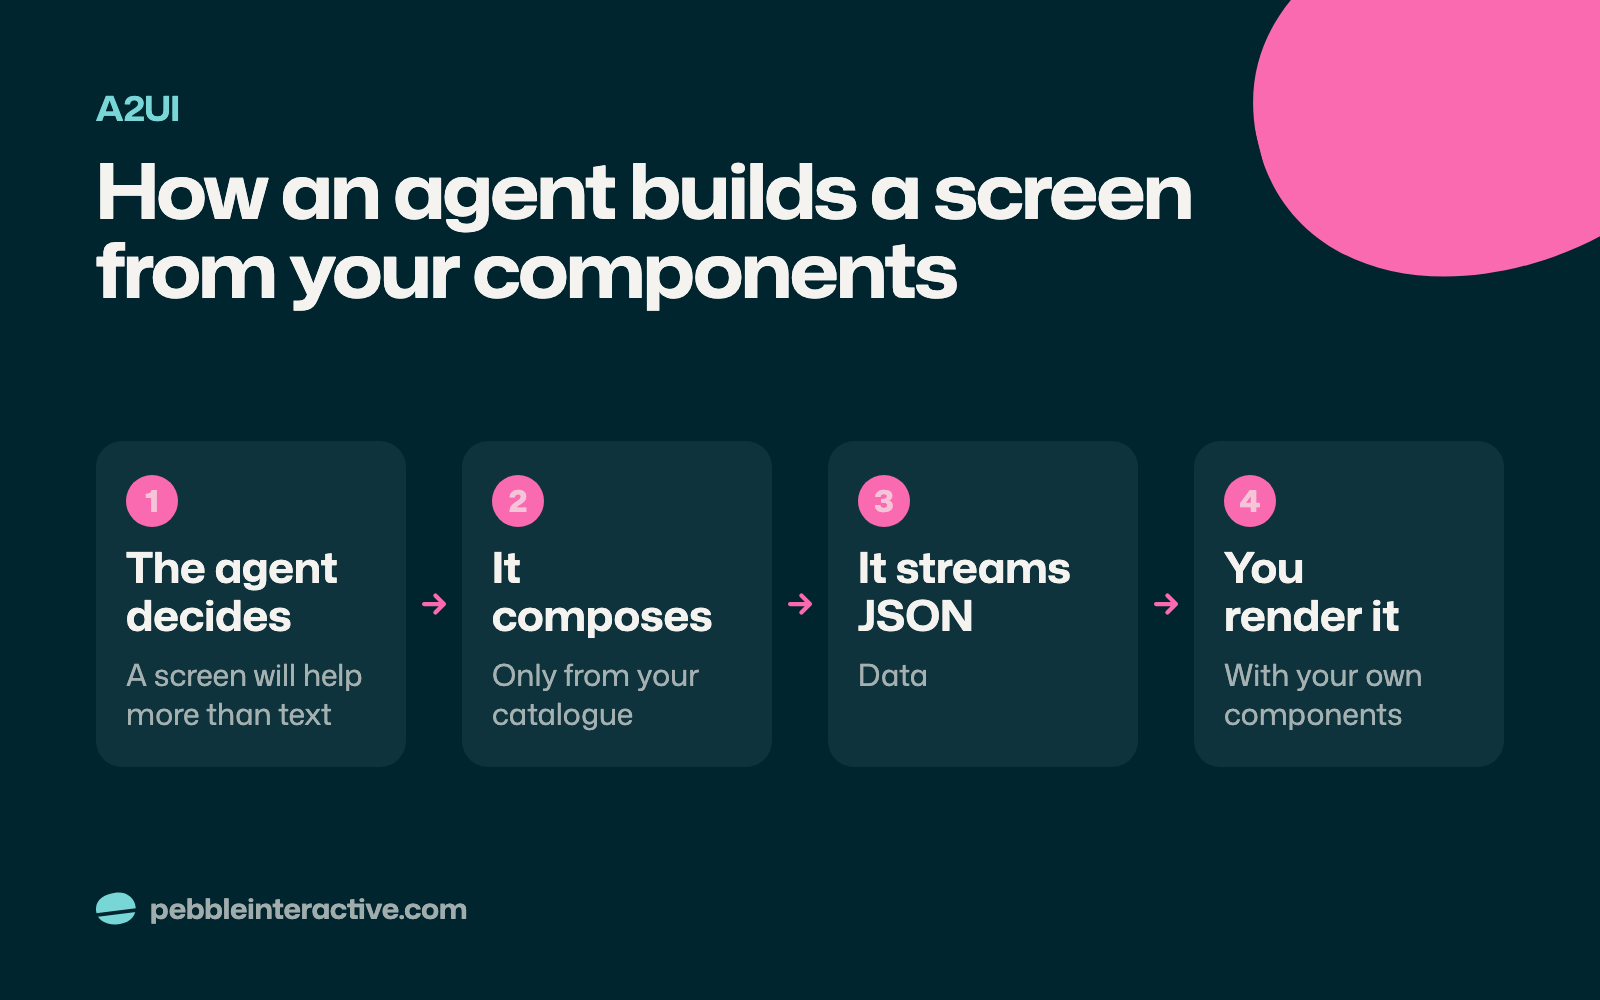 A2UI
How an agent builds a screen
from your components
1
The agent
decides
A screen will help
more than text
2
It
composes
Only from your
catalogue
3
It streams
JSON
Data
4
You
render it
With your own
components
pebbleinteractive.com